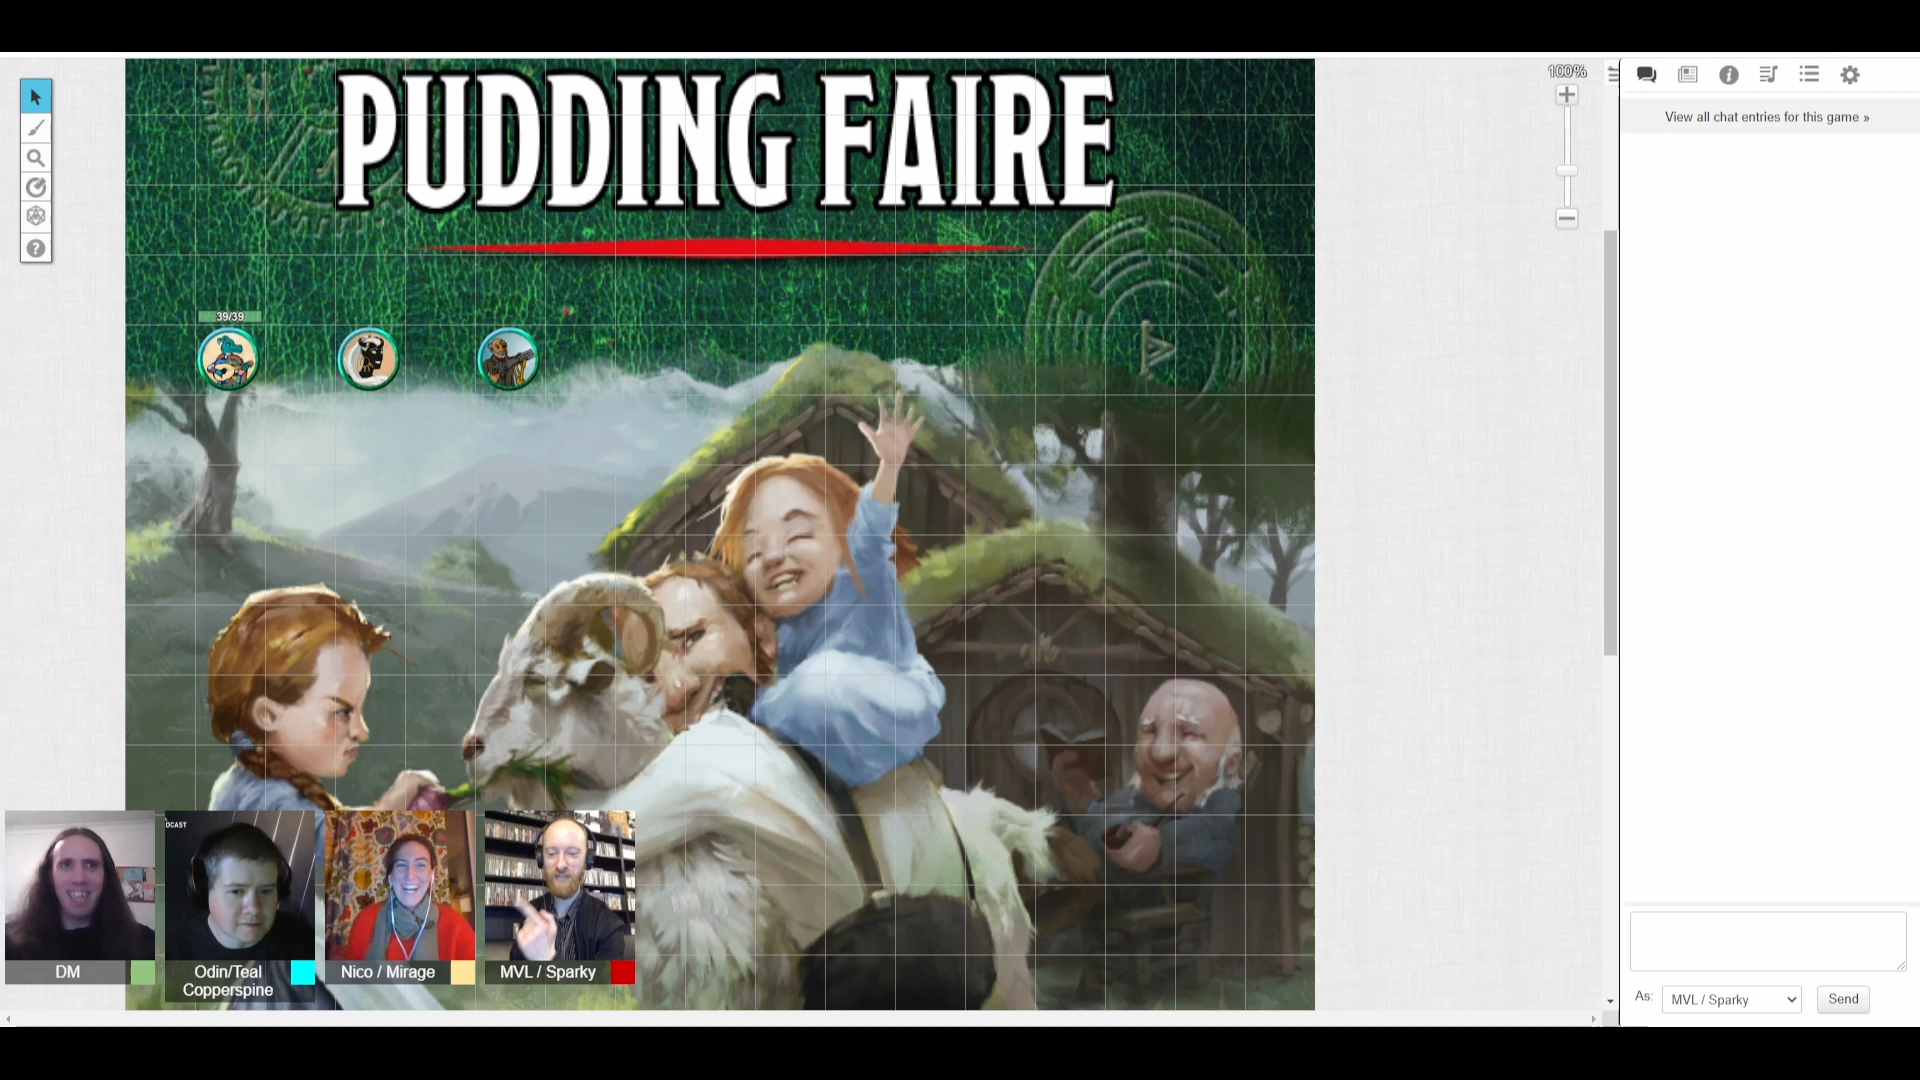 PUDDING FAIRE
100%
View all chat entries for this game »
39/39
DCAST
DM
Odin/Teal
Copperspine
Nico / Mirage
MVL / Sparky
As:
MVL / Sparky
Send